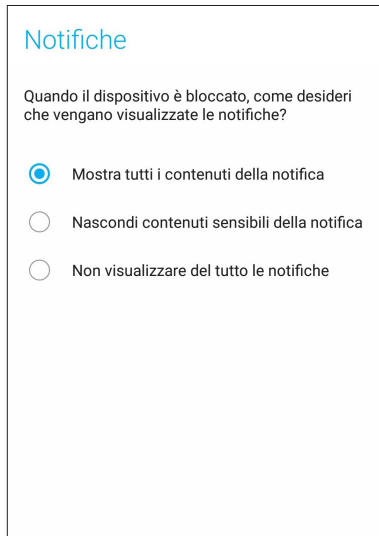 Notifiche
Quando il dispositivo è bloccato, come desideri
che vengano visualizzate le notifiche?
Mostra tutti i contenuti della notifica
Nascondi contenuti sensibili della notifica
Non visualizzare del tutto le notifiche